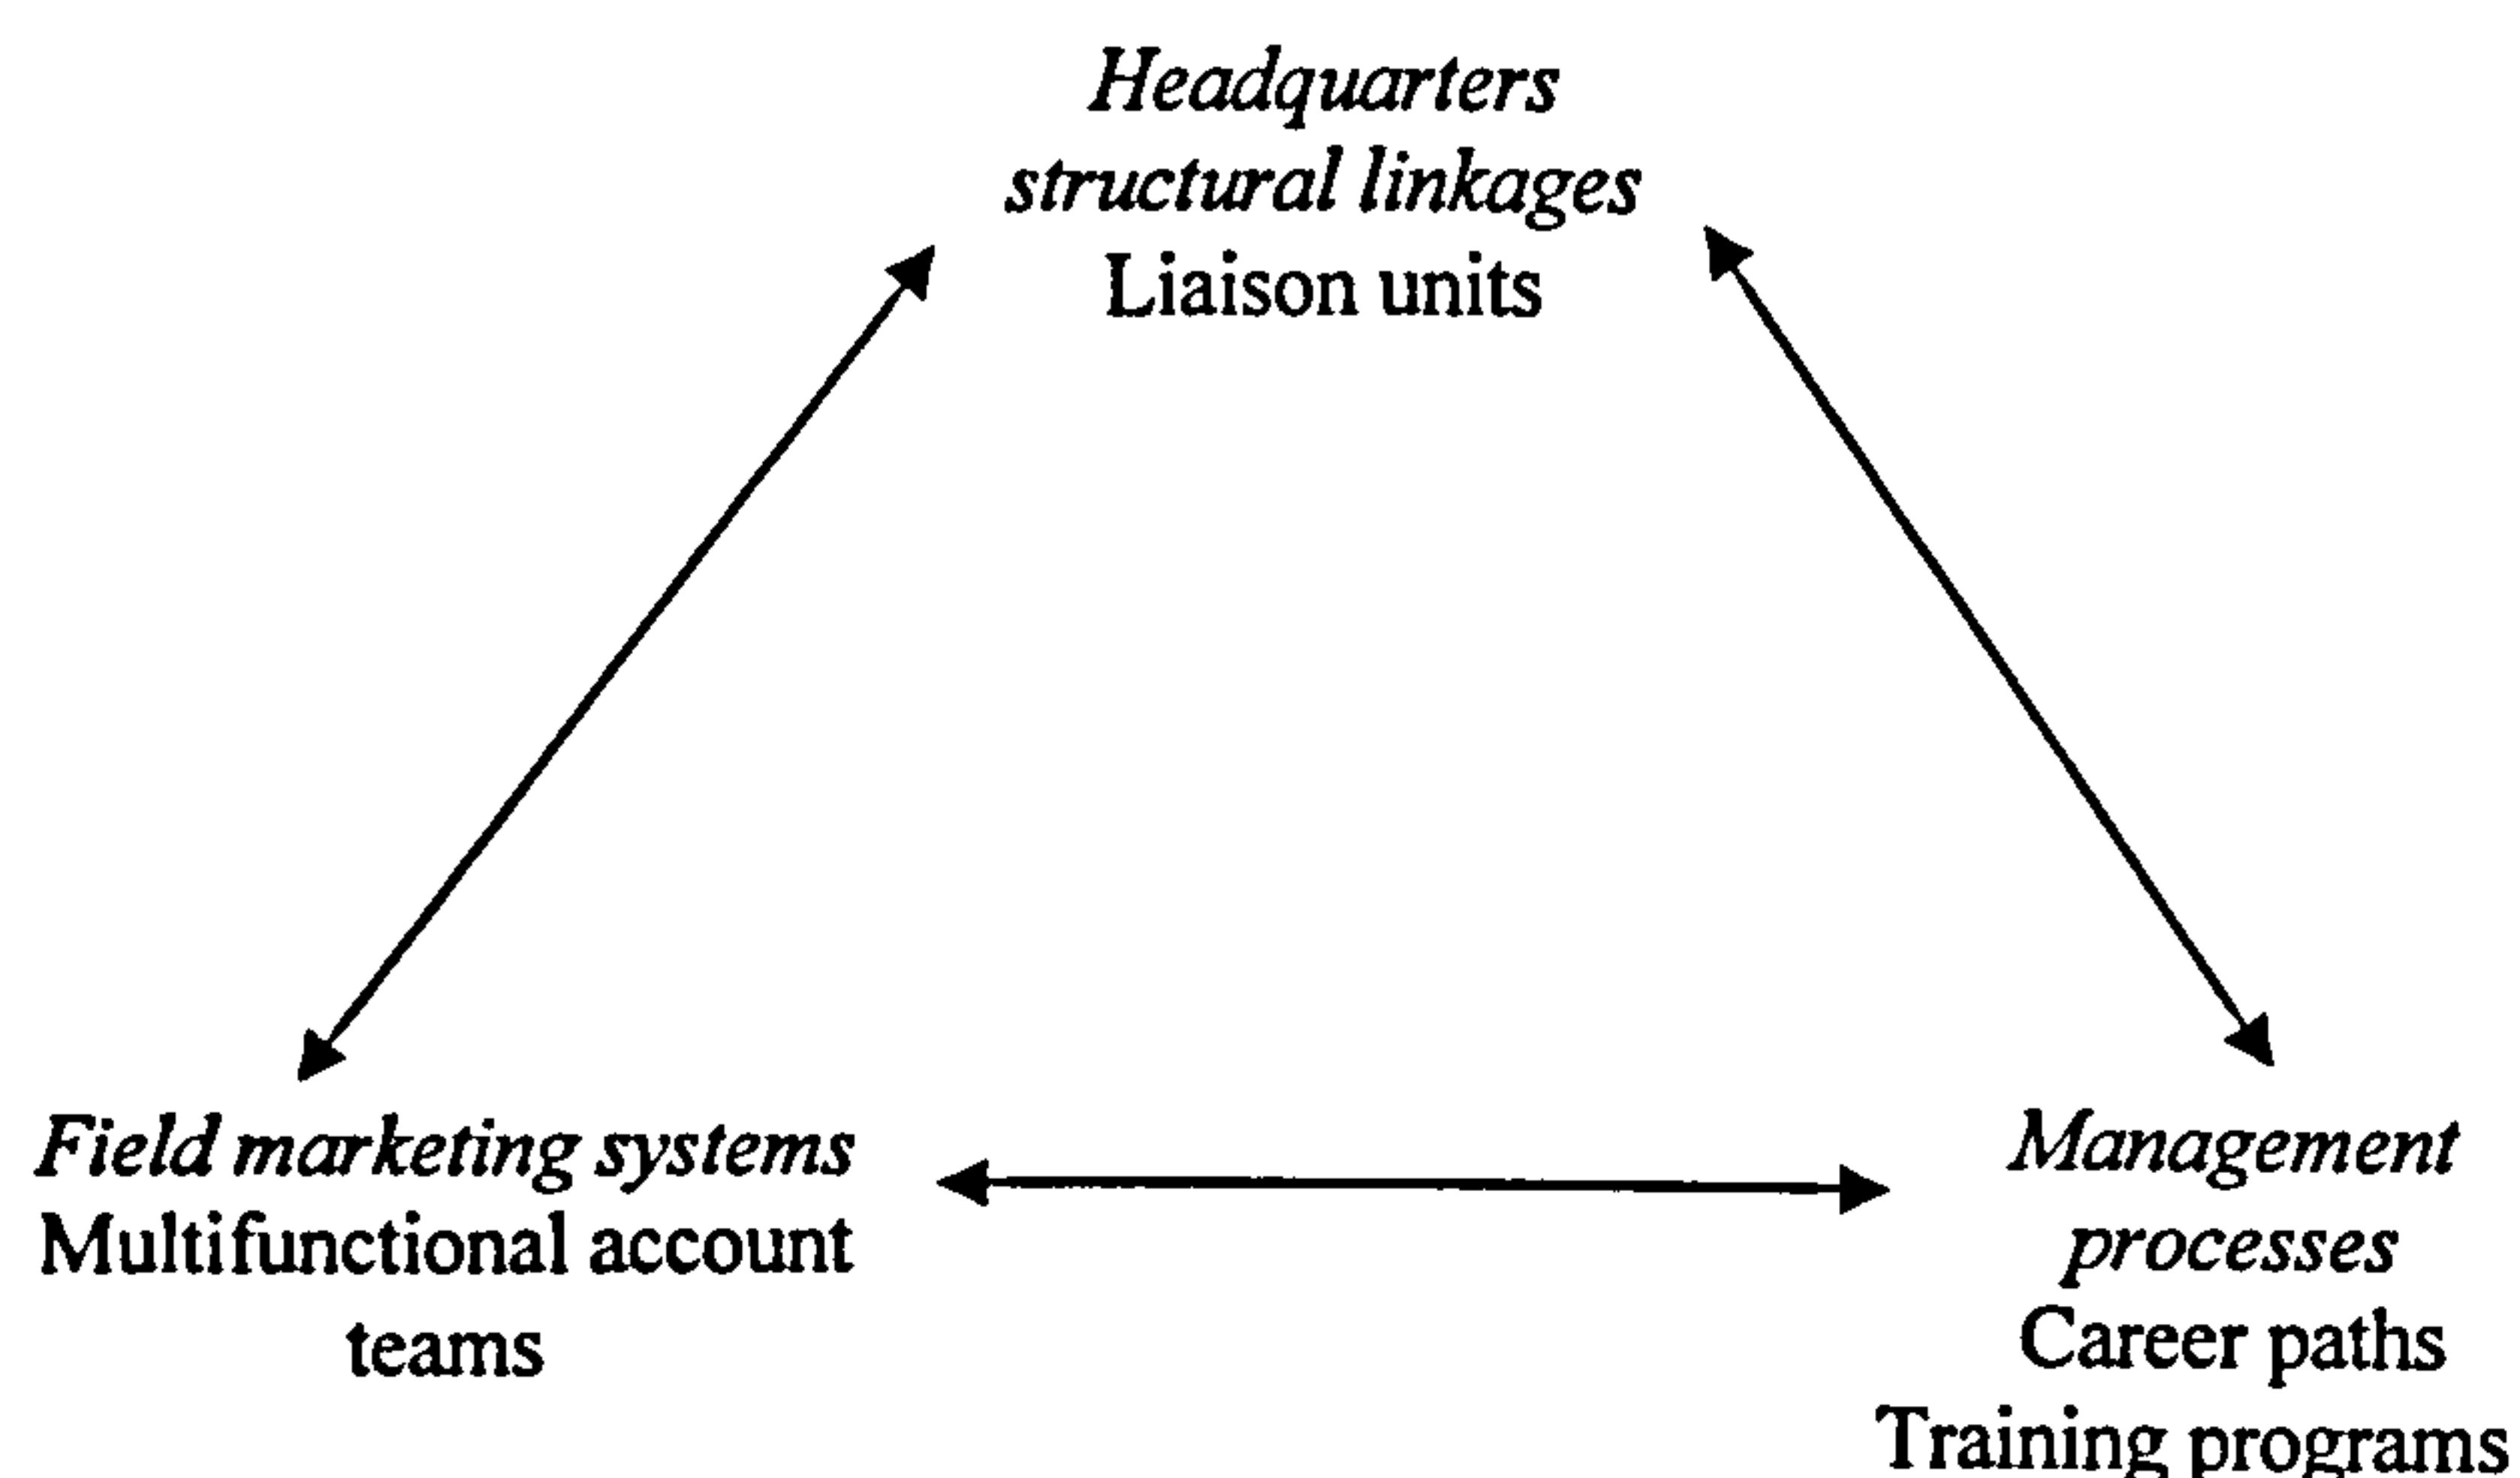 Headquarters
structural linkages
Liaison units
Field marketing systems
Multifunctional account
teams
Management
processes
Career paths
Training programs